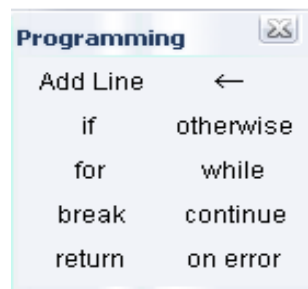 Programming
Add Line ←
if otherwise
for while
break continue
return on error